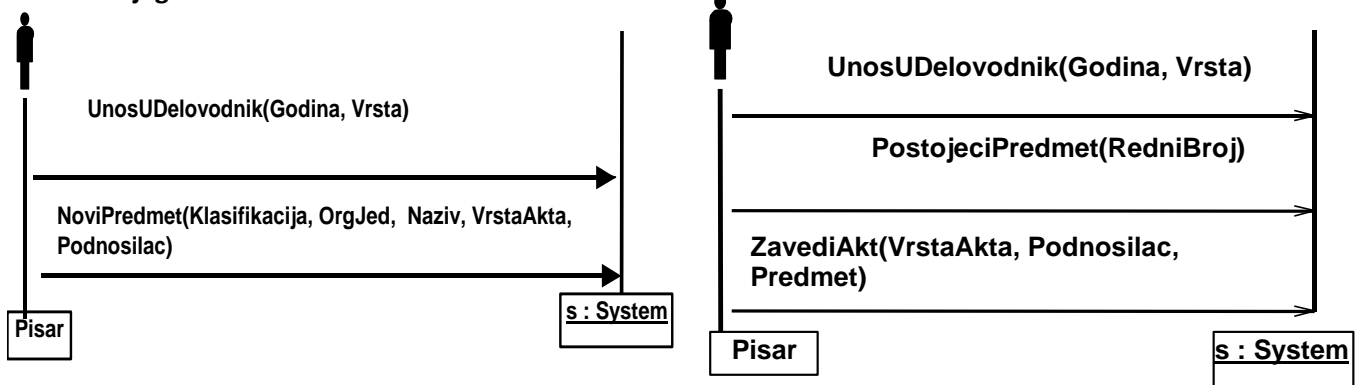 UnosUDelovodnik(Godina, Vrsta)
NoviPredmet(Klasifikacija, OrgJed, Naziv, VrstaAkta,
Podnosilac)
Pisar
s : System
UnosUDelovodnik(Godina, Vrsta)
PostojeciPredmet(RedniBroj)
ZavediAkt(VrstaAkta, Podnosilac,
Predmet)
Pisar
s : System